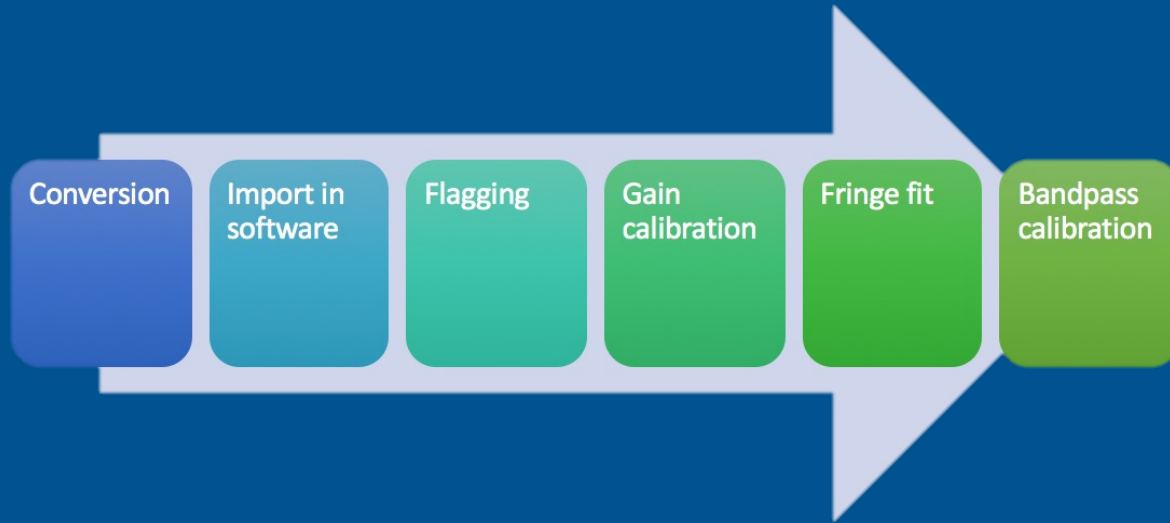 Conversion
Import in
software
Flagging
Gain
calibration
Fringe fit
Bandpass
calibration